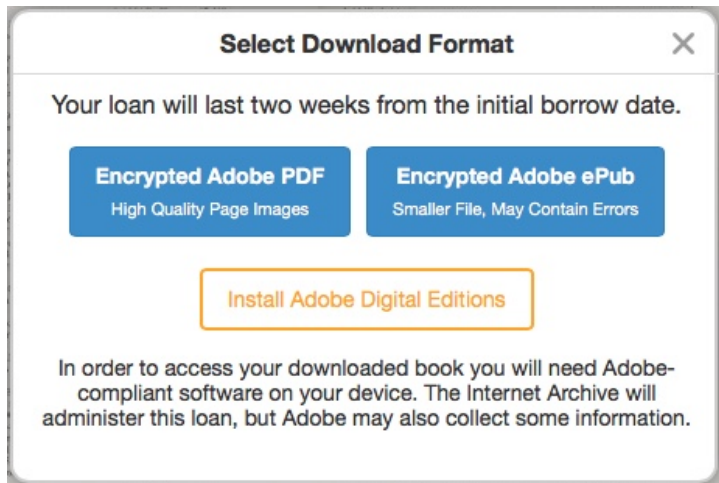 Select Download Format
Your loan will last two weeks from the initial borrow date.
Encrypted Adobe PDF
High Quality Page Images
Encrypted Adobe ePub
Smaller File, May Contain Errors
Install Adobe Digital Editions
In order to access your downloaded book you will need Adobe-
compliant software on your device. The Internet Archive will
administer this loan, but Adobe may also collect some information.